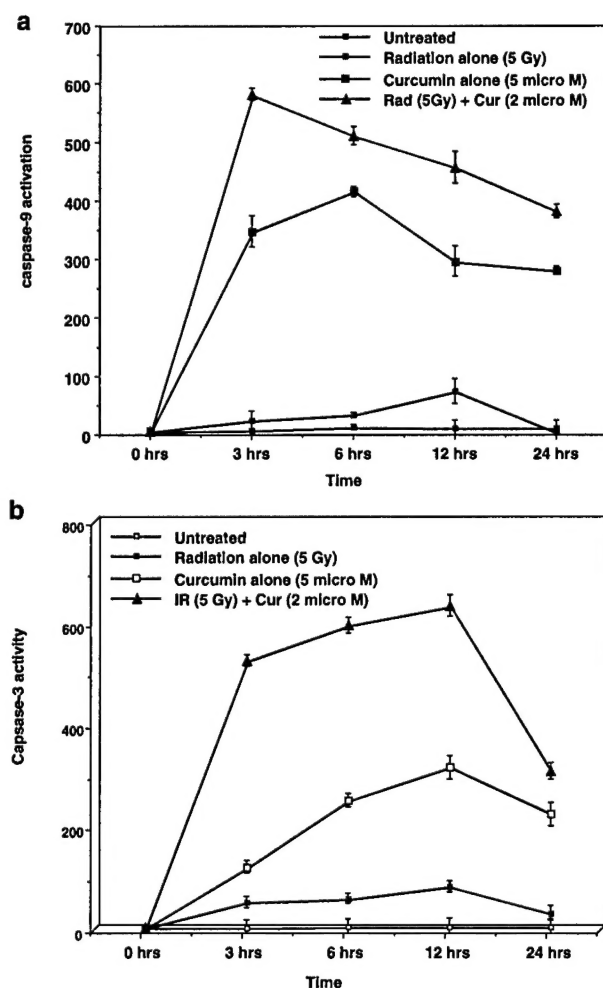 a
700
600
500
400
300
200
100
0
caspase-9 activation
Untreated
Radiation alone (5 Gy)
Curcumin alone (5 micro M)
Rad (5Gy) + Cur (2 micro M)
0 hrs 3 hrs 6 hrs 12 hrs 24 hrs
Time
b
800
600
400
200
0
Capsase-3 activity
Untreated
Radiation alone (5 Gy)
Curcumin alone (5 micro M)
IR (5 Gy) + Cur (2 micro M)
0 hrs 3 hrs 6 hrs 12 hrs 24 hrs
Time